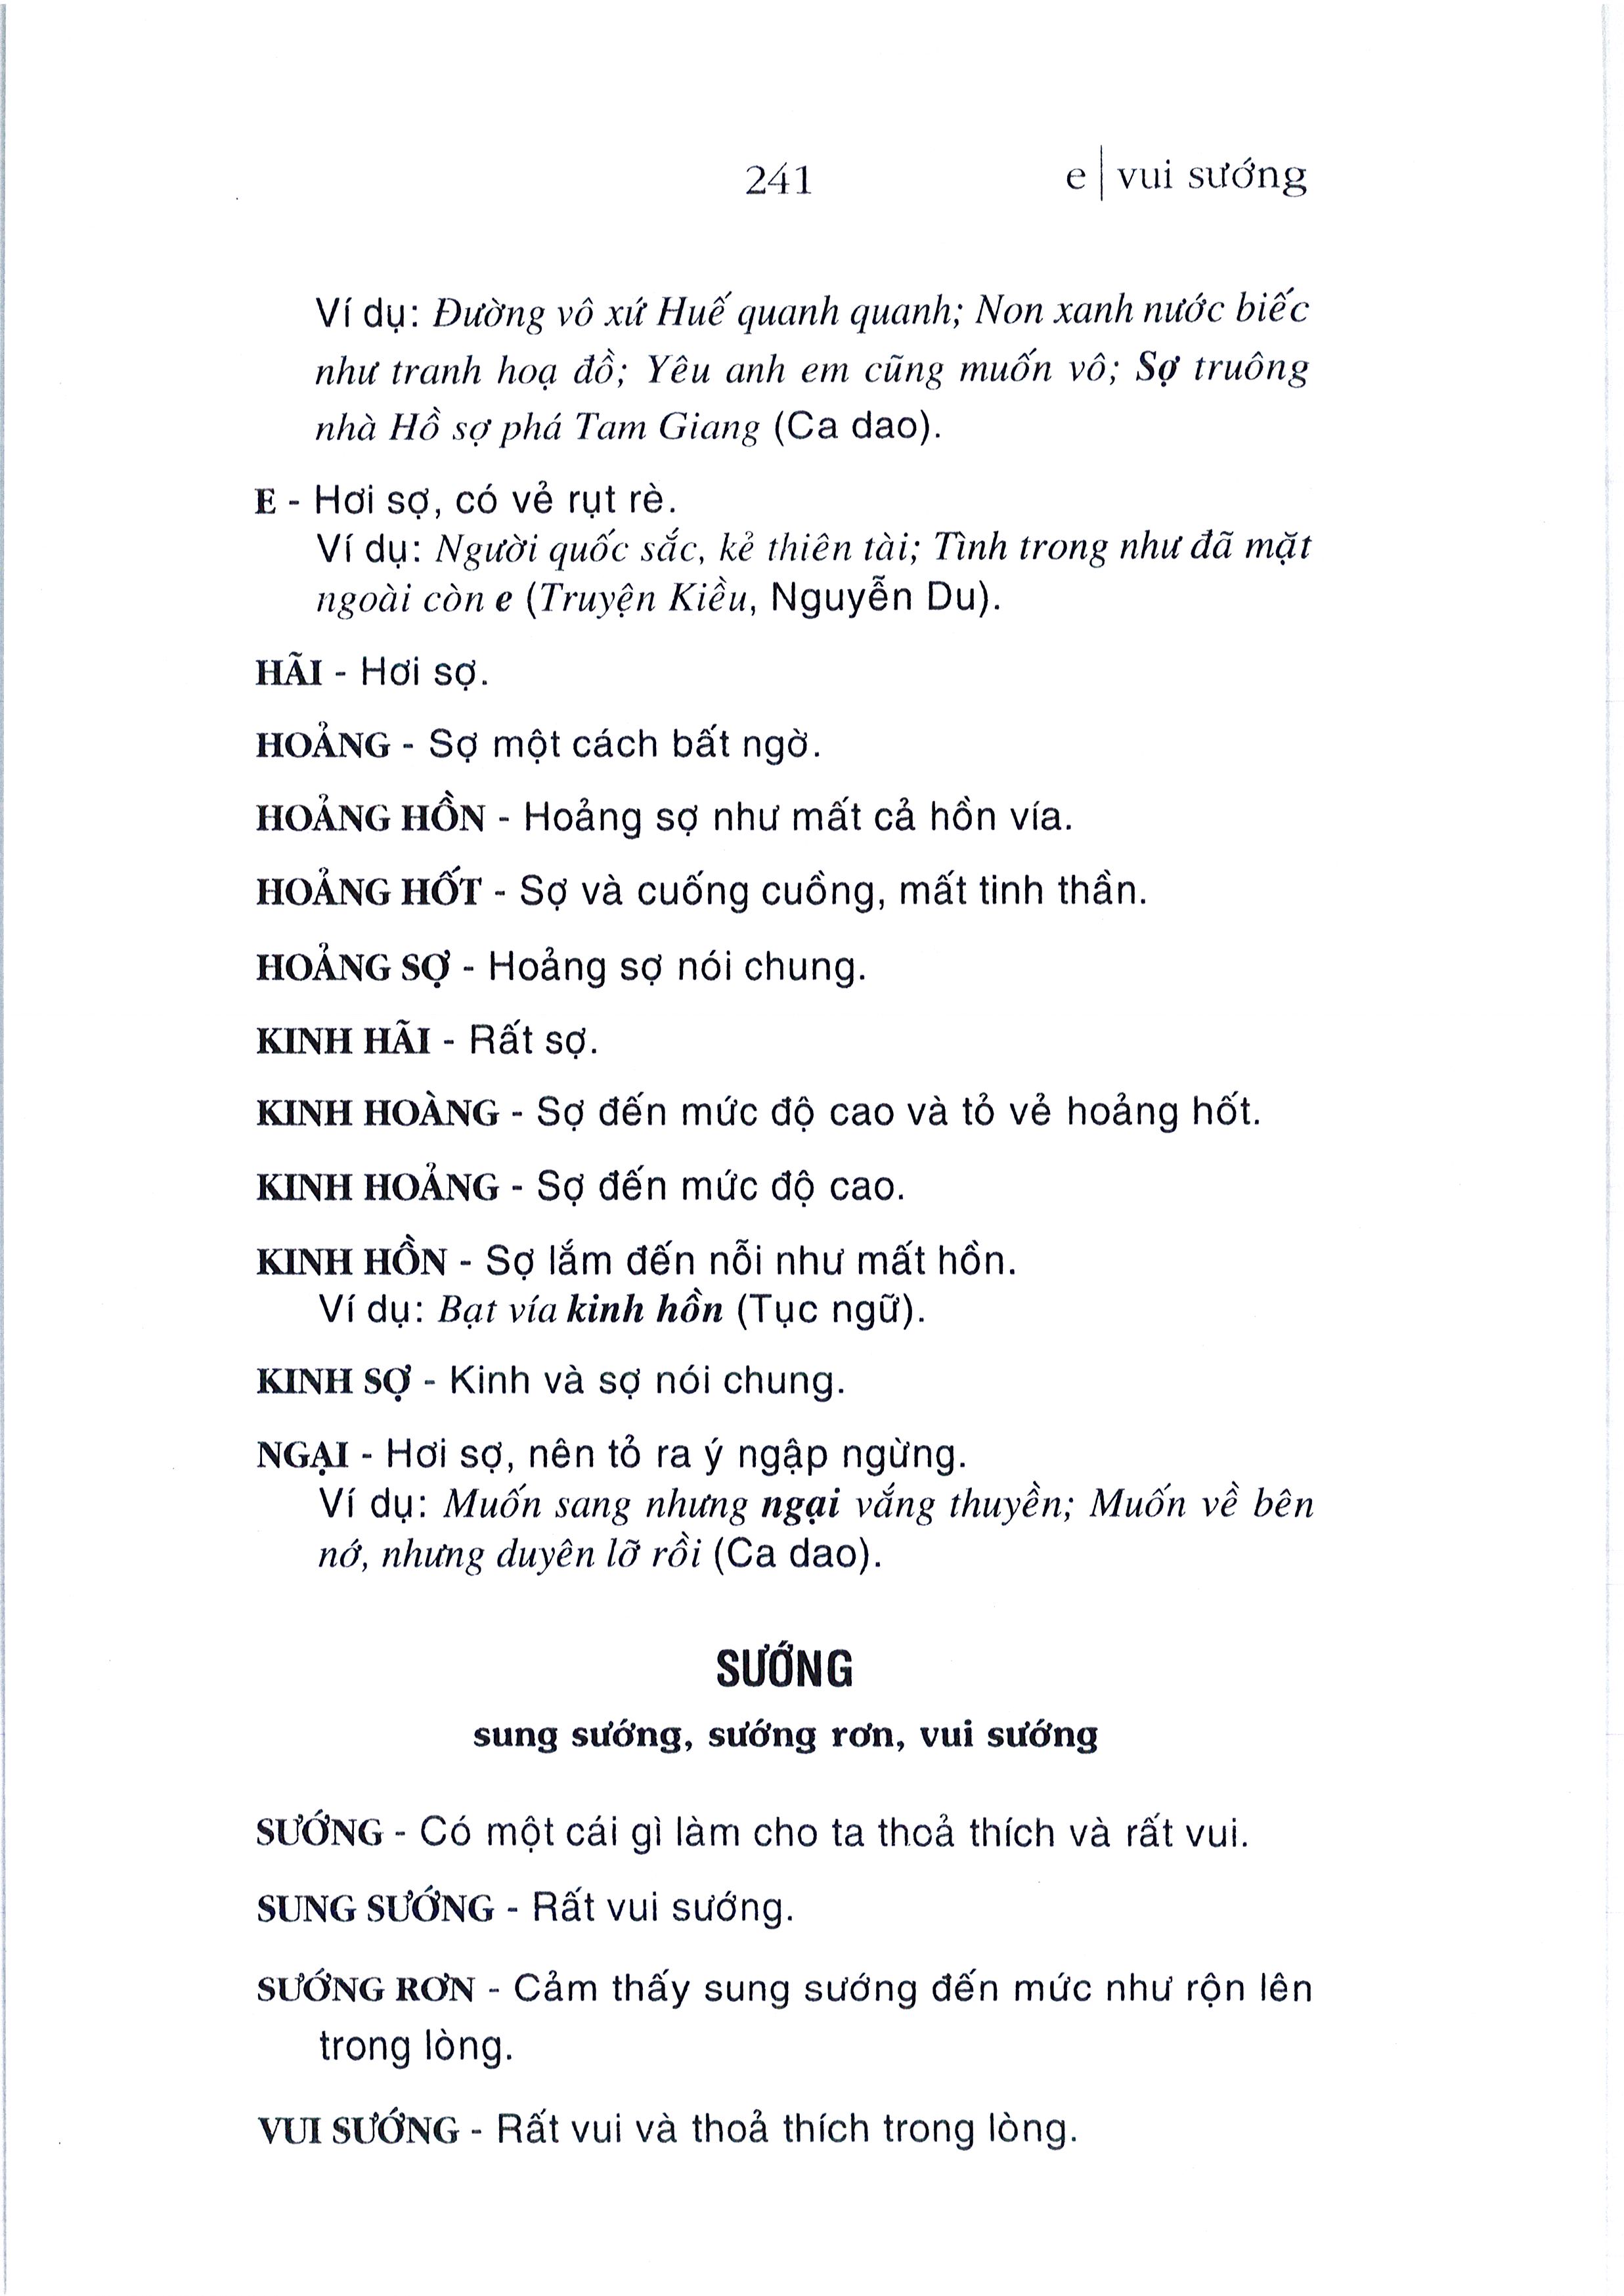 241
e | vui sướng
Ví dụ: Đường vô xứ Huế quanh quanh; Non xanh nước biếc
như tranh hoạ đồ; Yêu anh em cũng muốn vô; Sợ truông
nhà Hồ sợ phá Tam Giang (Ca dao).
E - Hơi sợ, có vẻ rụt rè.
Ví dụ: Người quốc sắc, kẻ thiên tài; Tình trong như đã mặt
ngoài còn e (Truyện Kiều, Nguyễn Du).
HÃI - Hơi sợ.
HOẢNG - Sợ một cách bất ngờ.
HOẢNG HỒN - Hoảng sợ như mất cả hồn vía.
HOẢNG HỐT - Sợ và cuống cuồng, mất tinh thần.
HOẢNG SỢ - Hoảng sợ nói chung.
KINH HÃI - Rất sợ.
KINH HOÀNG - Sợ đến mức độ cao và tỏ vẻ hoảng hốt.
KINH HOẢNG - Sợ đến mức độ cao.
KINH HỒN - Sợ lắm đến nỗi như mất hồn.
Ví dụ: Bạt vía kinh hồn (Tục ngữ).
KINH SỢ - Kinh và sợ nói chung.
NGẠI - Hơi sợ, nên tỏ ra ý ngập ngừng.
Ví dụ: Muốn sang nhưng ngại vắng thuyền; Muốn về bên
nớ, nhưng duyên lỡ rồi (Ca dao).
SƯỚNG
sung sướng, sướng rơn, vui sướng
SƯỚNG - Có một cái gì làm cho ta thoả thích và rất vui.
SUNG SƯỚNG - Rất vui sướng.
SƯỚNG RƠN - Cảm thấy sung sướng đến mức như rộn lên
trong lòng.
VUI SƯỚNG - Rất vui và thoả thích trong lòng.